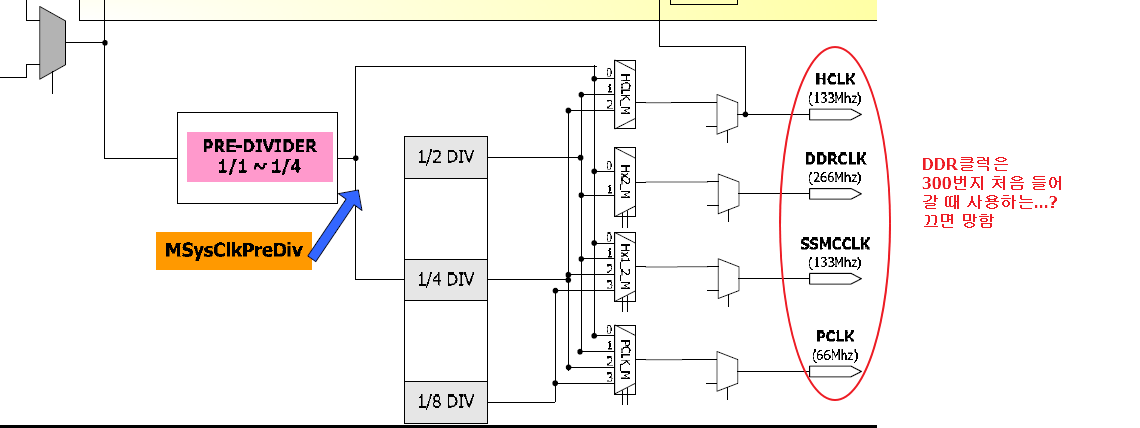 PRE-DIVIDER
1/1 ~ 1/4
MSysClkPreDiv
1/2 DIV
1/4 DIV
1/8 DIV
0
1
2
HCLK_M
0
1
Hx2_M
0
1
2
3
Hx1_2_M
0
1
2
3
PCLK_M
HCLK
(133Mhz)
DDRCLK
(266Mhz)
SSMCCLK
(133Mhz)
PCLK
(66Mhz)
DDR클럭은
300번지 처음 들어
갈 때 사용하는...?
끄면 망함